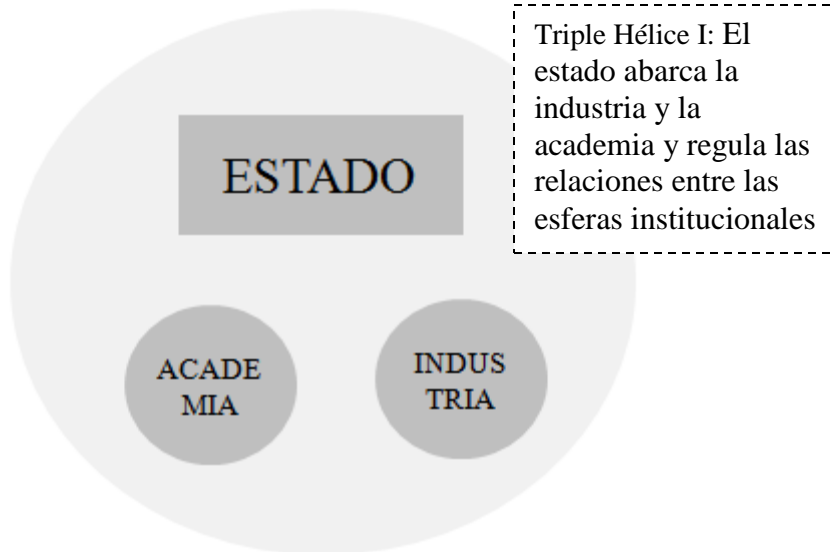 Triple Hélice I: El
estado abarca la
industria y la
academia y regula las
relaciones entre las
esferas institucionales
ESTADO
ACADE
MIA
INDUS
TRIA